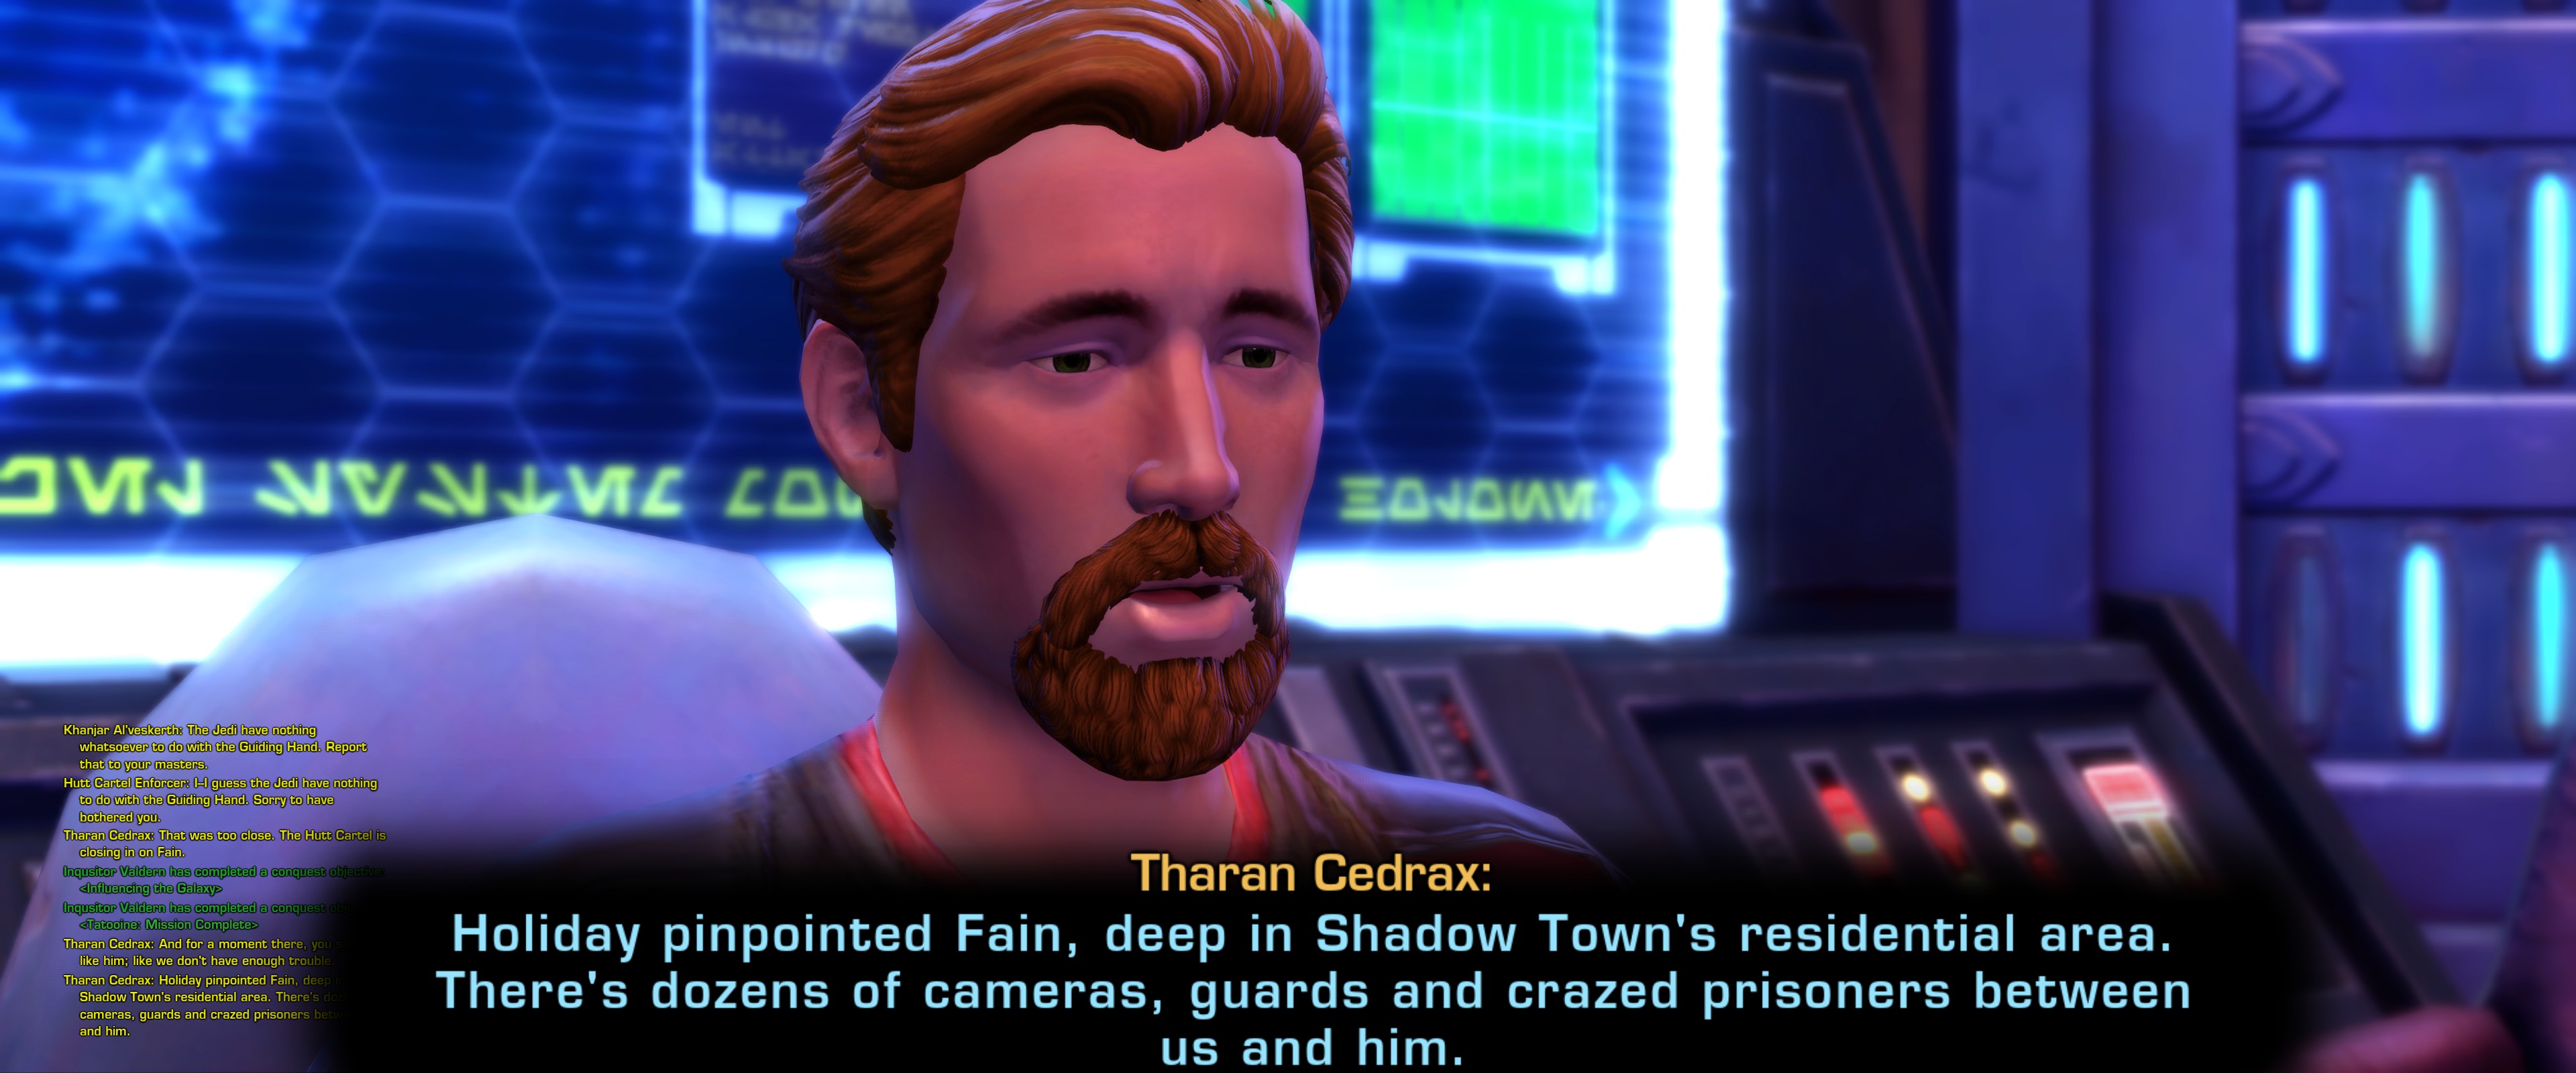 Khanjar Al'veskerth: The Jedi have nothing
whatsoever to do with the Guiding Hand. Report
that to your masters.
Hutt Cartel Enforcer: I–I guess the Jedi have nothing
to do with the Guiding Hand. Sorry to have
bothered you.
Tharan Cedrax: That was too close. The Hutt Cartel is
closing in on Fain.
Inqusitor Valdern has completed a conquest objective:
<Influencing the Galaxy>
Inqusitor Valdern has completed a conquest
<Tatooine: Mission Complete>
Tharan Cedrax: And for a moment there, you
like him; like we don't have enough trouble.
Tharan Cedrax: Holiday pinpointed Fain, deep
Shadow Town's residential area. There's
cameras, guards and crazed prisoners
and him.
Tharan Cedrax:
Holiday pinpointed Fain, deep in Shadow Town's residential area.
There's dozens of cameras, guards and crazed prisoners between
us and him.